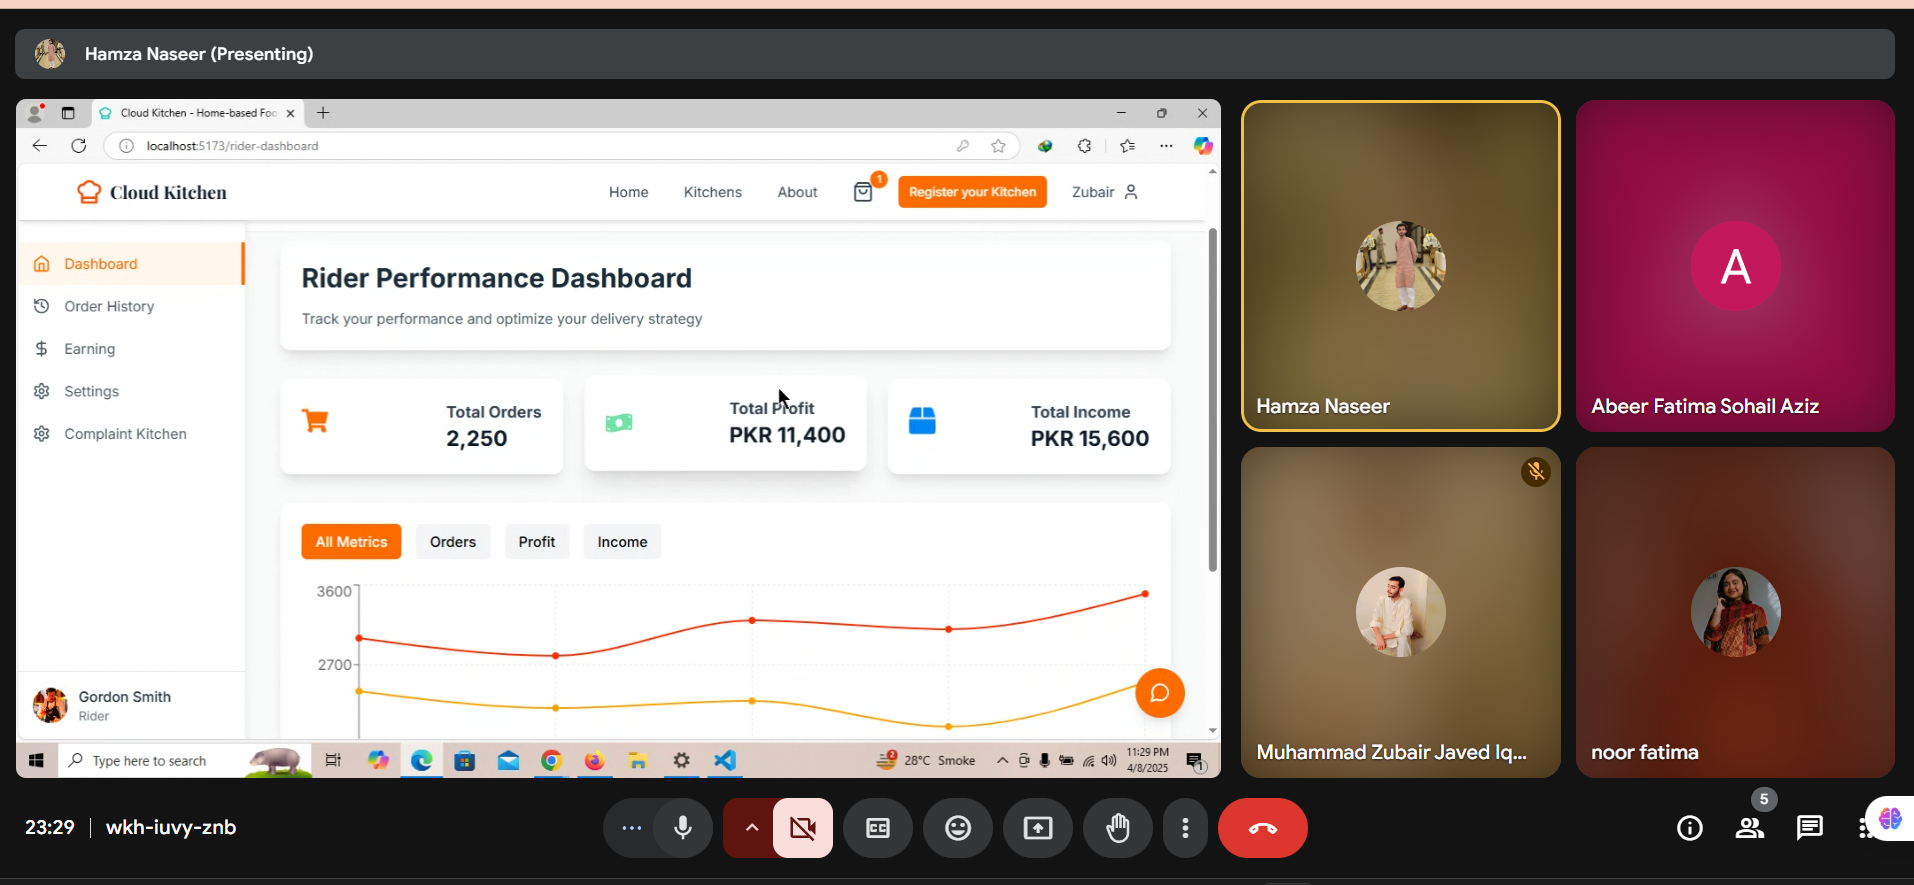 Hamza Naseer (Presenting)
Cloud Kitchen - Home-based Foo
localhost:5173/rider-dashboard
Cloud Kitchen
Home
Kitchens
About
1
Register your Kitchen
Zubair
Dashboard
Order History
Earning
Settings
Complaint Kitchen
Gordon Smith
Rider
Rider Performance Dashboard
Track your performance and optimize your delivery strategy
Total Orders
2,250
Total Profit
PKR 11,400
Total Income
PKR 15,600
All Metrics
Orders
Profit
Income
3600
2700
Type here to search
2
28°C Smoke
11:29 PM
4/8/2025
1
Hamza Naseer
A
Abeer Fatima Sohail Aziz
Muhammad Zubair Javed Iq...
noor fatima
23:29
wkh-iuvy-znb
CC
5